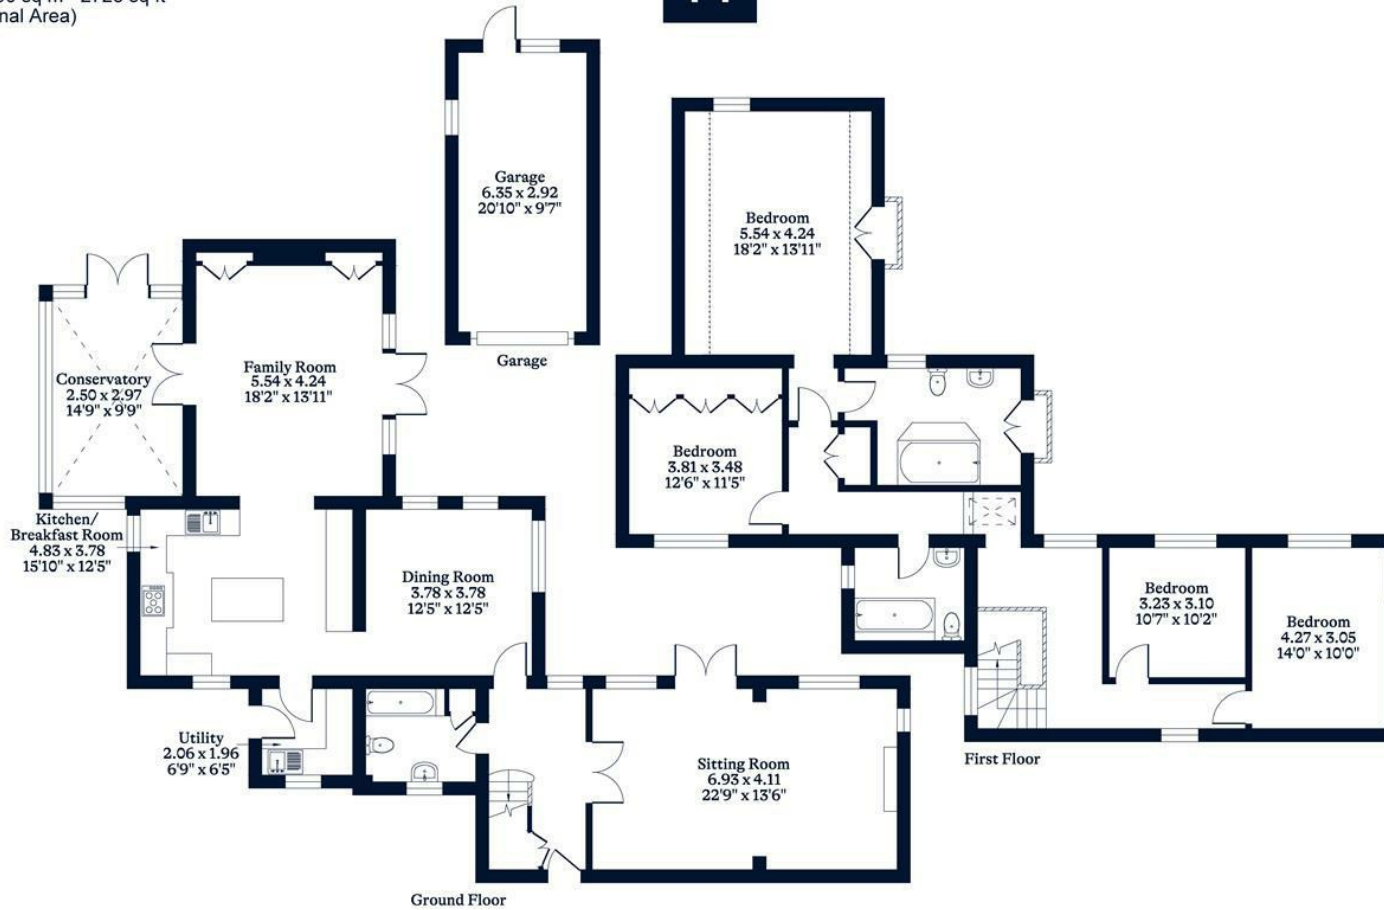 nal Area)
Garage
6.35 x 2.92
20'10" x 9'7"
Garage
Bedroom
5.54 x 4.24
18'2" x 13'11"
Conservatory
2.50 x 2.97
14'9" x 9'9"
Family Room
5.54 x 4.24
18'2" x 13'11"
Bedroom
3.81 x 3.48
12'6" x 11'5"
Kitchen/
Breakfast Room
4.83 x 3.78
15'10" x 12'5"
Dining Room
3.78 x 3.78
12'5" x 12'5"
Bedroom
3.23 x 3.10
10'7" x 10'2"
Bedroom
4.27 x 3.05
14'0" x 10'0"
Utility
2.06 x 1.96
6'9" x 6'5"
Sitting Room
6.93 x 4.11
22'9" x 13'6"
First Floor
Ground Floor